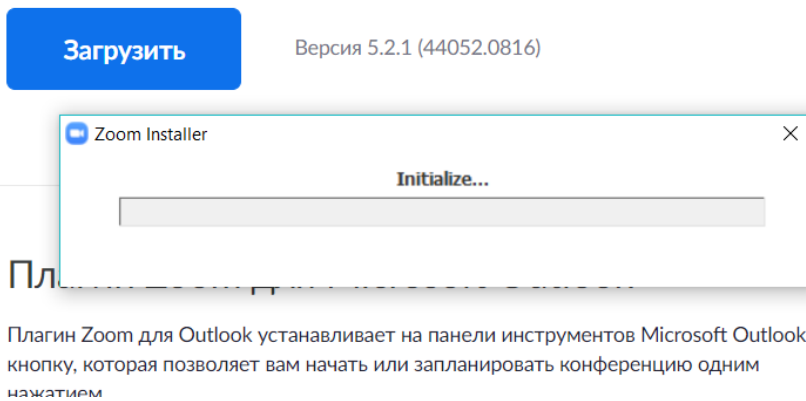 Загрузить
Версия 5.2.1 (44052.0816)
Zoom Installer
Initialize...
Плагин Zoom для Outlook устанавливает на панели инструментов Microsoft Outlook
кнопку, которая позволяет вам начать или запланировать конференцию одним
нажатием